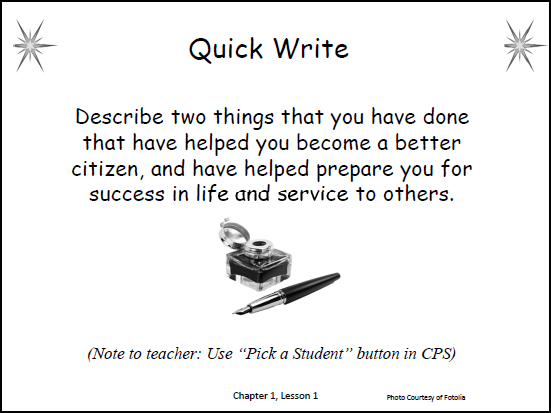 Quick Write
Describe two things that you have done
that have helped you become a better
citizen, and have helped prepare you for
success in life and service to others.
(Note to teacher: Use “Pick a Student” button in CPS)
Chapter 1, Lesson 1
Photo Courtesy of Fotolia